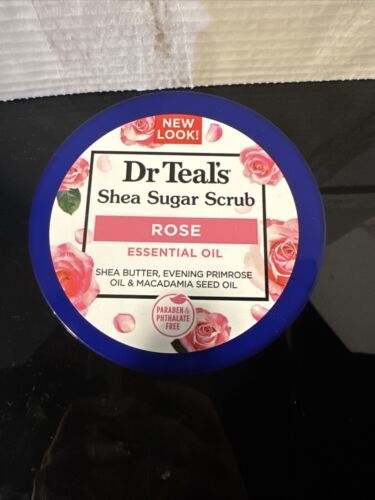 NEW
LOOK!
Dr Teal's
Shea Sugar Scrub
ROSE
ESSENTIAL OIL
SHEA BUTTER, EVENING PRIMROSE
OIL & MACADAMIA SEED OIL
PARABEN &
PHTHALATE
FREE